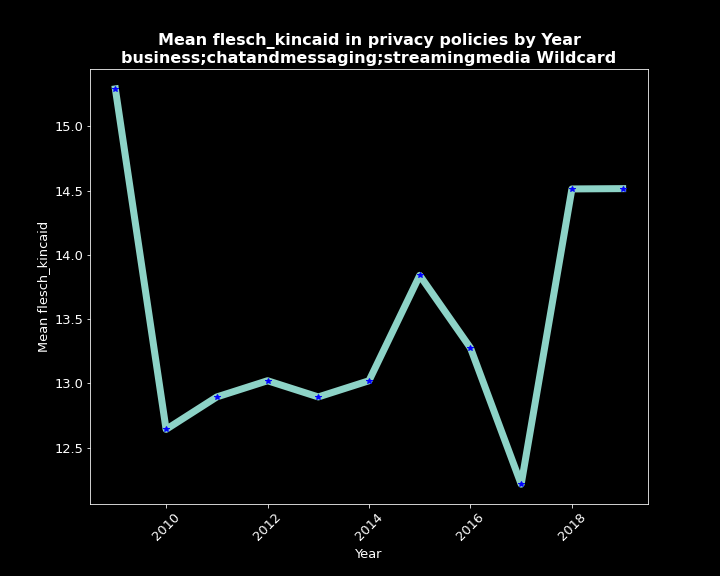 Mean flesch_kincaid in privacy policies by Year
business;chatandmessaging;streamingmedia Wildcard
15.0
14.5
14.0
13.5
13.0
12.5
Mean flesch_kincaid
2010
2012
2014
2016
2018
Year